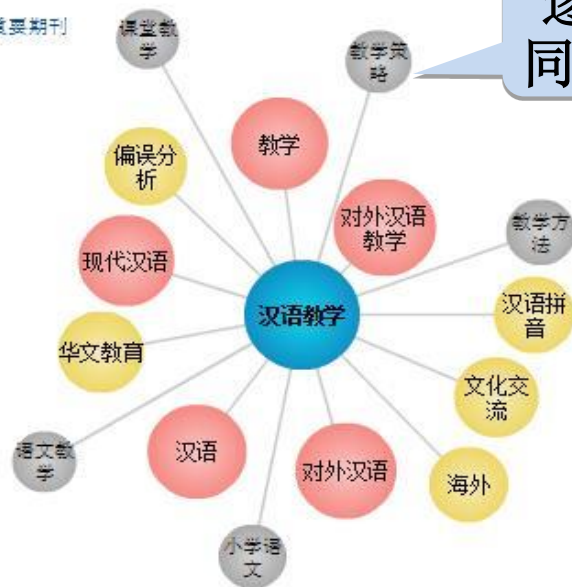 重要期刊
同
课堂教
学
教学策
略
教学
偏误分
析
对外汉语
教学
教学方
法
现代汉语
汉语教学
汉语拼
音
华文教育
文化交
流
语文教
学
汉语
对外汉语
海外
小学语
文